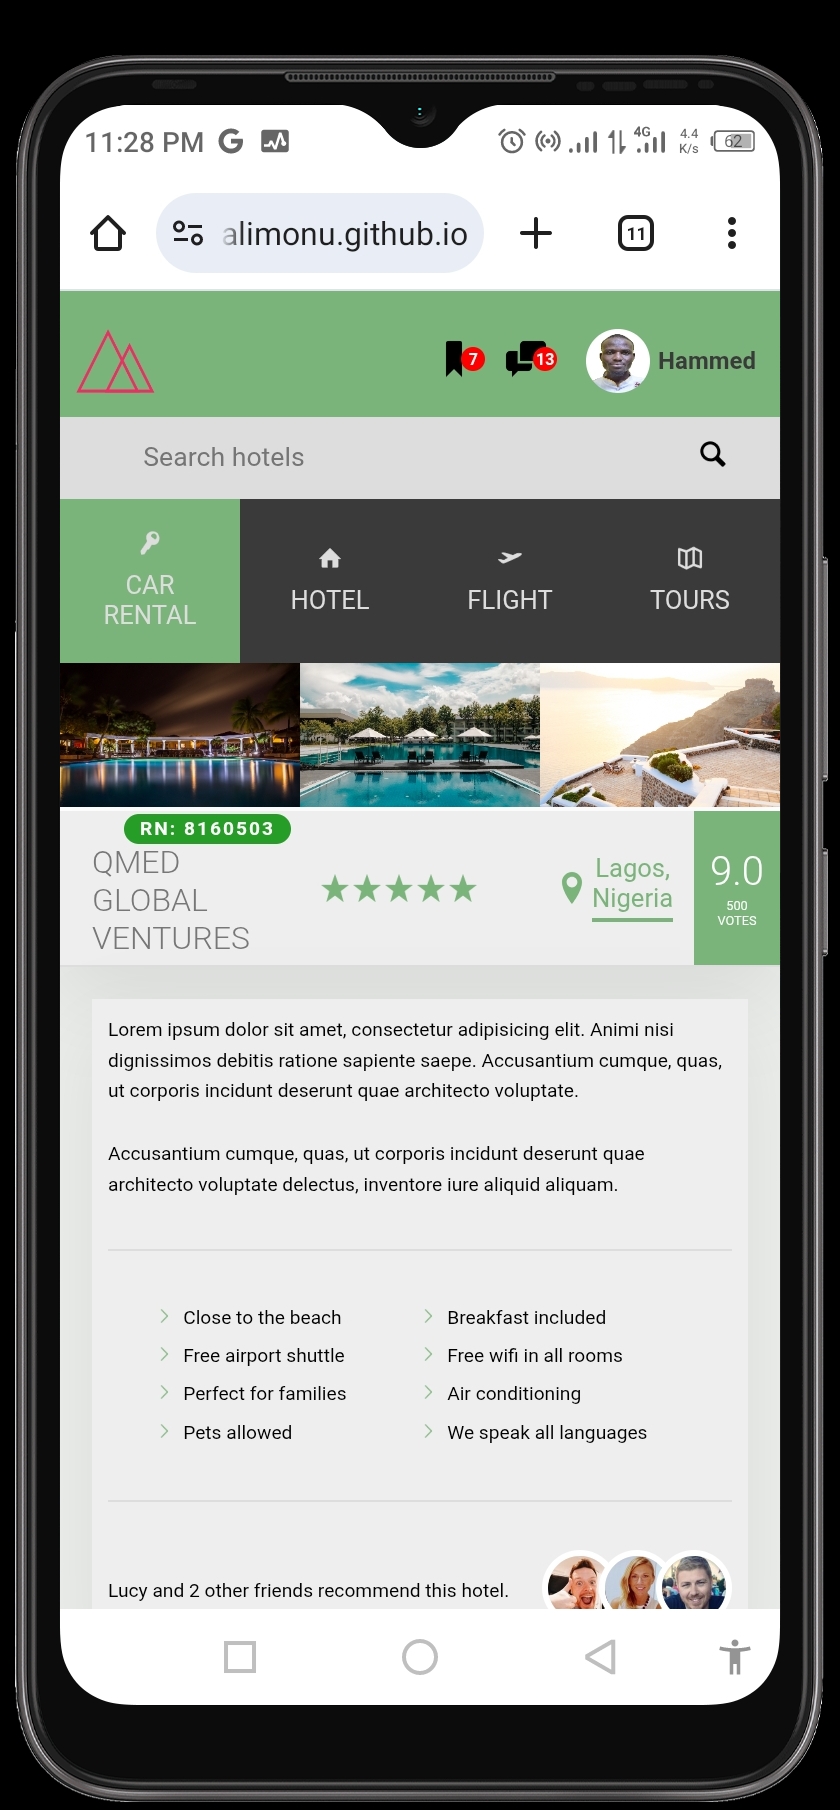 11:28 PM
4G
4.4
K/s
62
alimonu.github.io
11
7
13
Hammed
Search hotels
CAR
RENTAL
HOTEL
FLIGHT
TOURS
RN: 8160503
QMED
GLOBAL
VENTURES
Lagos,
Nigeria
9.0
500
VOTES
Lorem ipsum dolor sit amet, consectetur adipisicing elit. Animi nisi
dignissimos debitis ratione sapiente saepe. Accusantium cumque, quas,
ut corporis incidunt deserunt quae architecto voluptate.
Accusantium cumque, quas, ut corporis incidunt deserunt quae
architecto voluptate delectus, inventore iure aliquid aliquam.
Close to the beach
Breakfast included
Free airport shuttle
Free wifi in all rooms
Perfect for families
Air conditioning
Pets allowed
We speak all languages
Lucy and 2 other friends recommend this hotel.